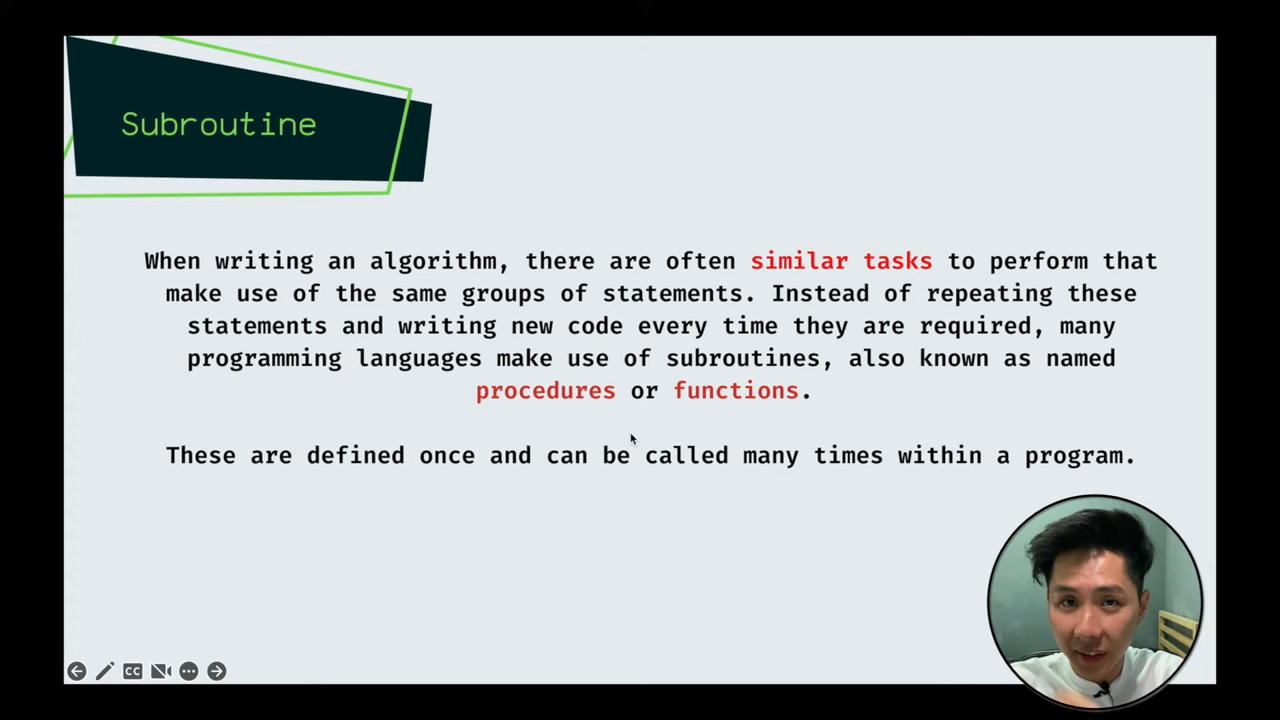 Subroutine
When writing an algorithm, there are often similar tasks to perform that
make use of the same groups of statements. Instead of repeating these
statements and writing new code every time they are required, many
programming languages make use of subroutines, also known as named
procedures or functions.
These are defined once and can be called many times within a program.
CC